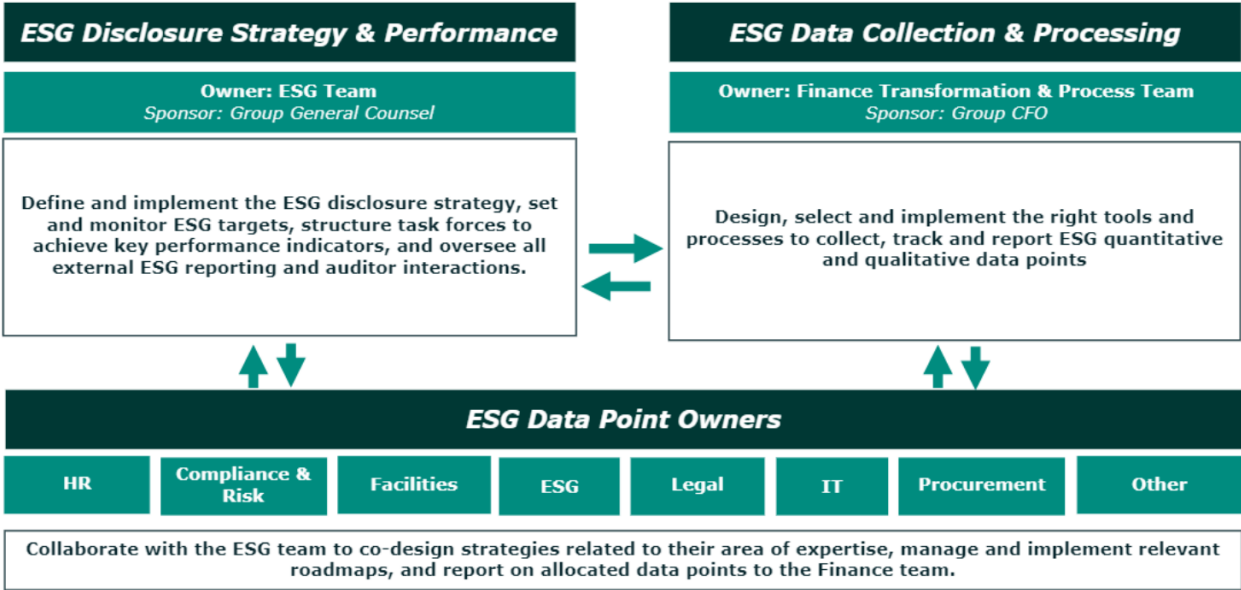 ESG Disclosure Strategy & Performance
Owner: ESG Team
Sponsor: Group General Counsel
Define and implement the ESG disclosure strategy, set
and monitor ESG targets, structure task forces to
achieve key performance indicators, and oversee all
external ESG reporting and auditor interactions.
ESG Data Collection & Processing
Owner: Finance Transformation & Process Team
Sponsor: Group CFO
Design, select and implement the right tools and
processes to collect, track and report ESG quantitative
and qualitative data points
ESG Data Point Owners
HR
Compliance &
Risk
Facilities
ESG
Legal
IT
Procurement
Other
Collaborate with the ESG team to co-design strategies related to their area of expertise, manage and implement relevant
roadmaps, and report on allocated data points to the Finance team.